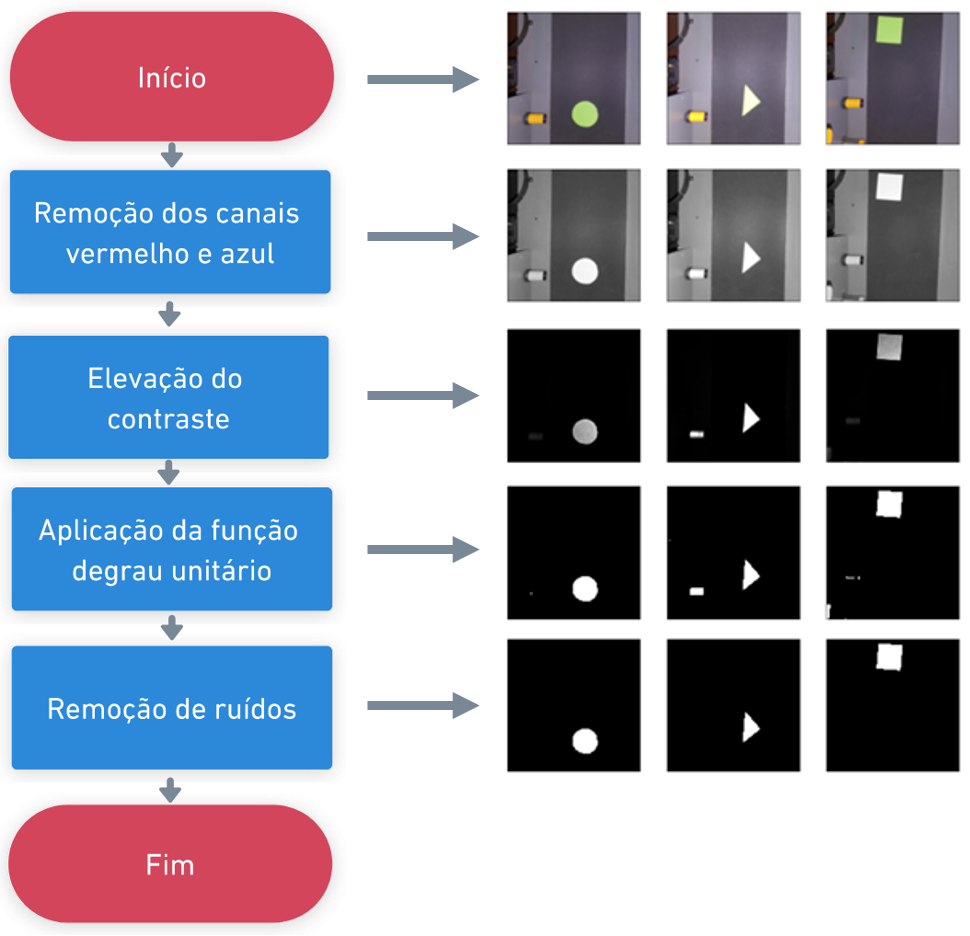 Início
Remoção dos canais
vermelho e azul
Elevação do
contraste
Aplicação da função
degrau unitário
Remoção de ruídos
Fim